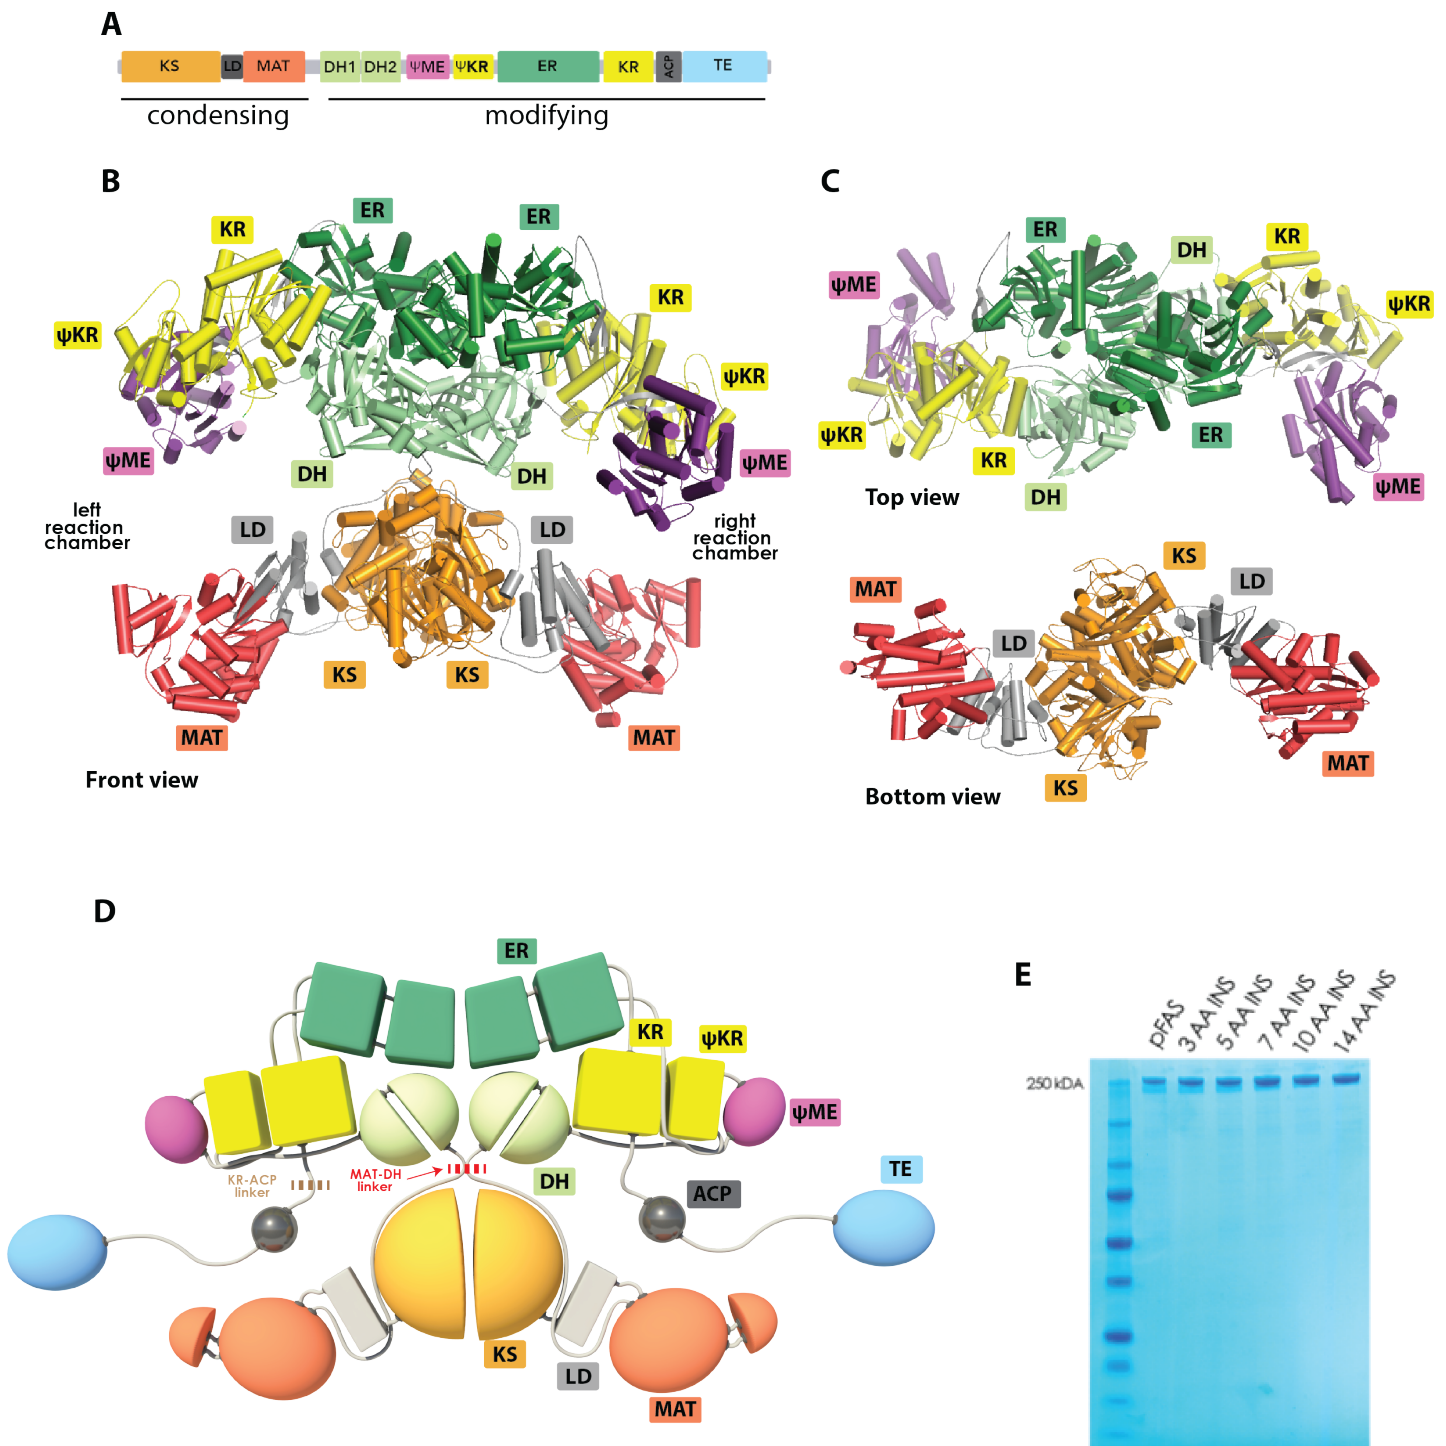 A
KS
LD
MAT
DH1
DH2
ΨME
ΨKR
ER
KR
ACP
TE
condensing
modifying
B
ER
ER
KR
KR
ψKR
ψKR
ψME
ψME
DH
DH
left
reaction
chamber
LD
LD
right
reaction
chamber
KS
KS
MAT
MAT
Front view
C
ER
DH
KR
ψME
ψKR
ψKR
KR
DH
ER
ψME
Top view
KS
MAT
LD
LD
KS
MAT
Bottom view
D
ER
KR
ψKR
ψME
KR-ACP
linker
MAT-DH
linker
DH
ACP
TE
KS
LD
MAT
E
pFAS
3 AA INS
5 AA INS
7 AA INS
10 AA INS
14 AA INS
250 kDA